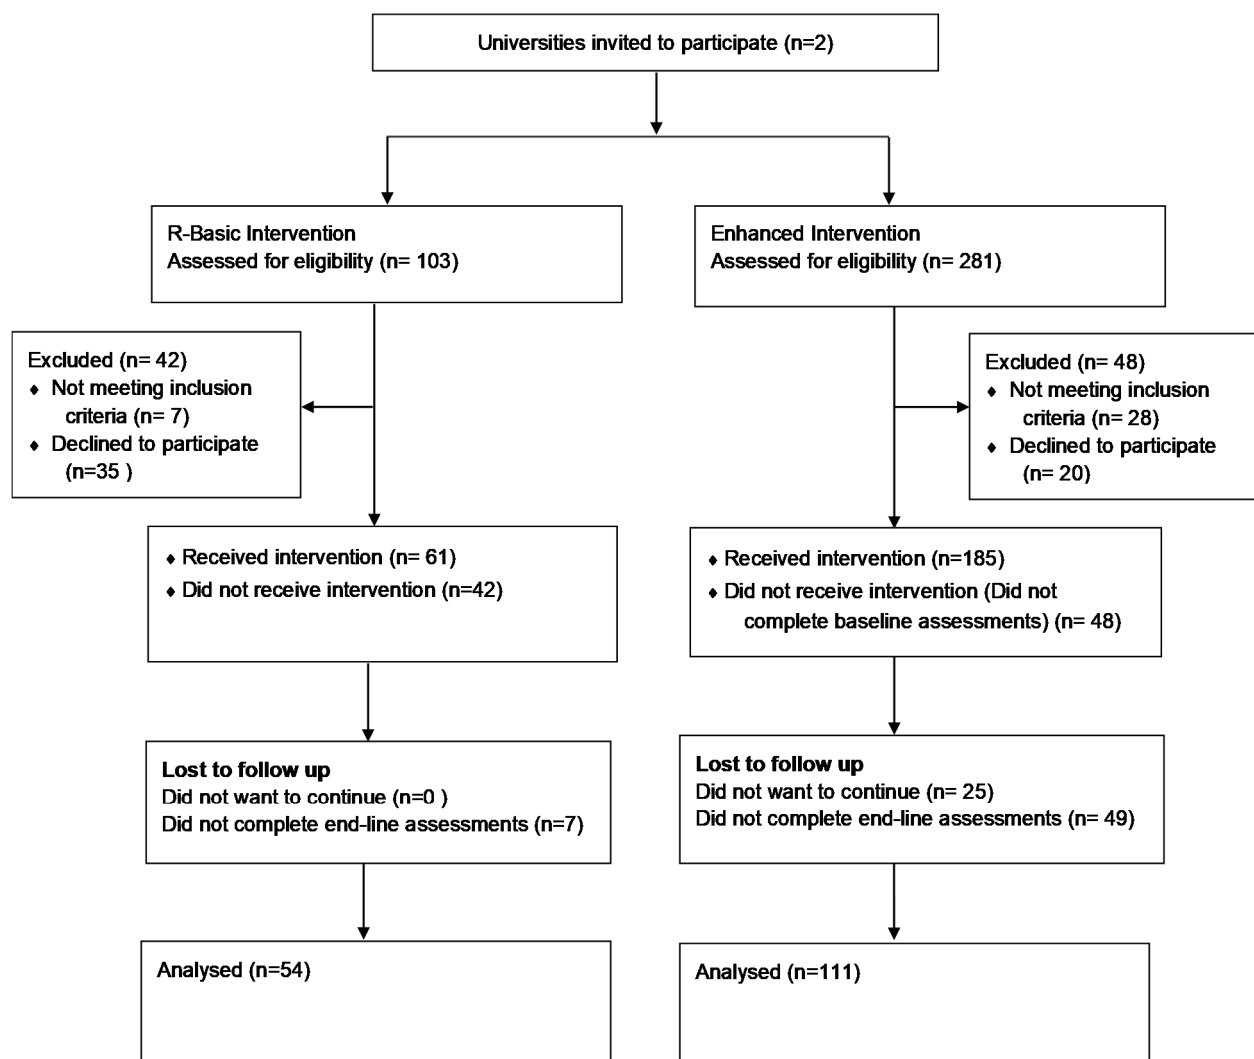 Universities invited to participate (n=2)
R-Basic Intervention
Assessed for eligibility (n= 103)
Enhanced Intervention
Assessed for eligibility (n= 281)
Excluded (n= 42)
♦ Not meeting inclusion
criteria (n= 7)
♦ Declined to participate
(n=35 )
Excluded (n= 48)
♦ Not meeting inclusion
criteria (n= 28)
♦ Declined to participate
(n= 20)
♦ Received intervention (n= 61)
♦ Did not receive intervention (n=42)
♦ Received intervention (n=185)
♦ Did not receive intervention (Did not
complete baseline assessments) (n= 48)
Lost to follow up
Did not want to continue (n=0 )
Did not complete end-line assessments (n=7)
Lost to follow up
Did not want to continue (n= 25)
Did not complete end-line assessments (n= 49)
Analysed (n=54)
Analysed (n=111)